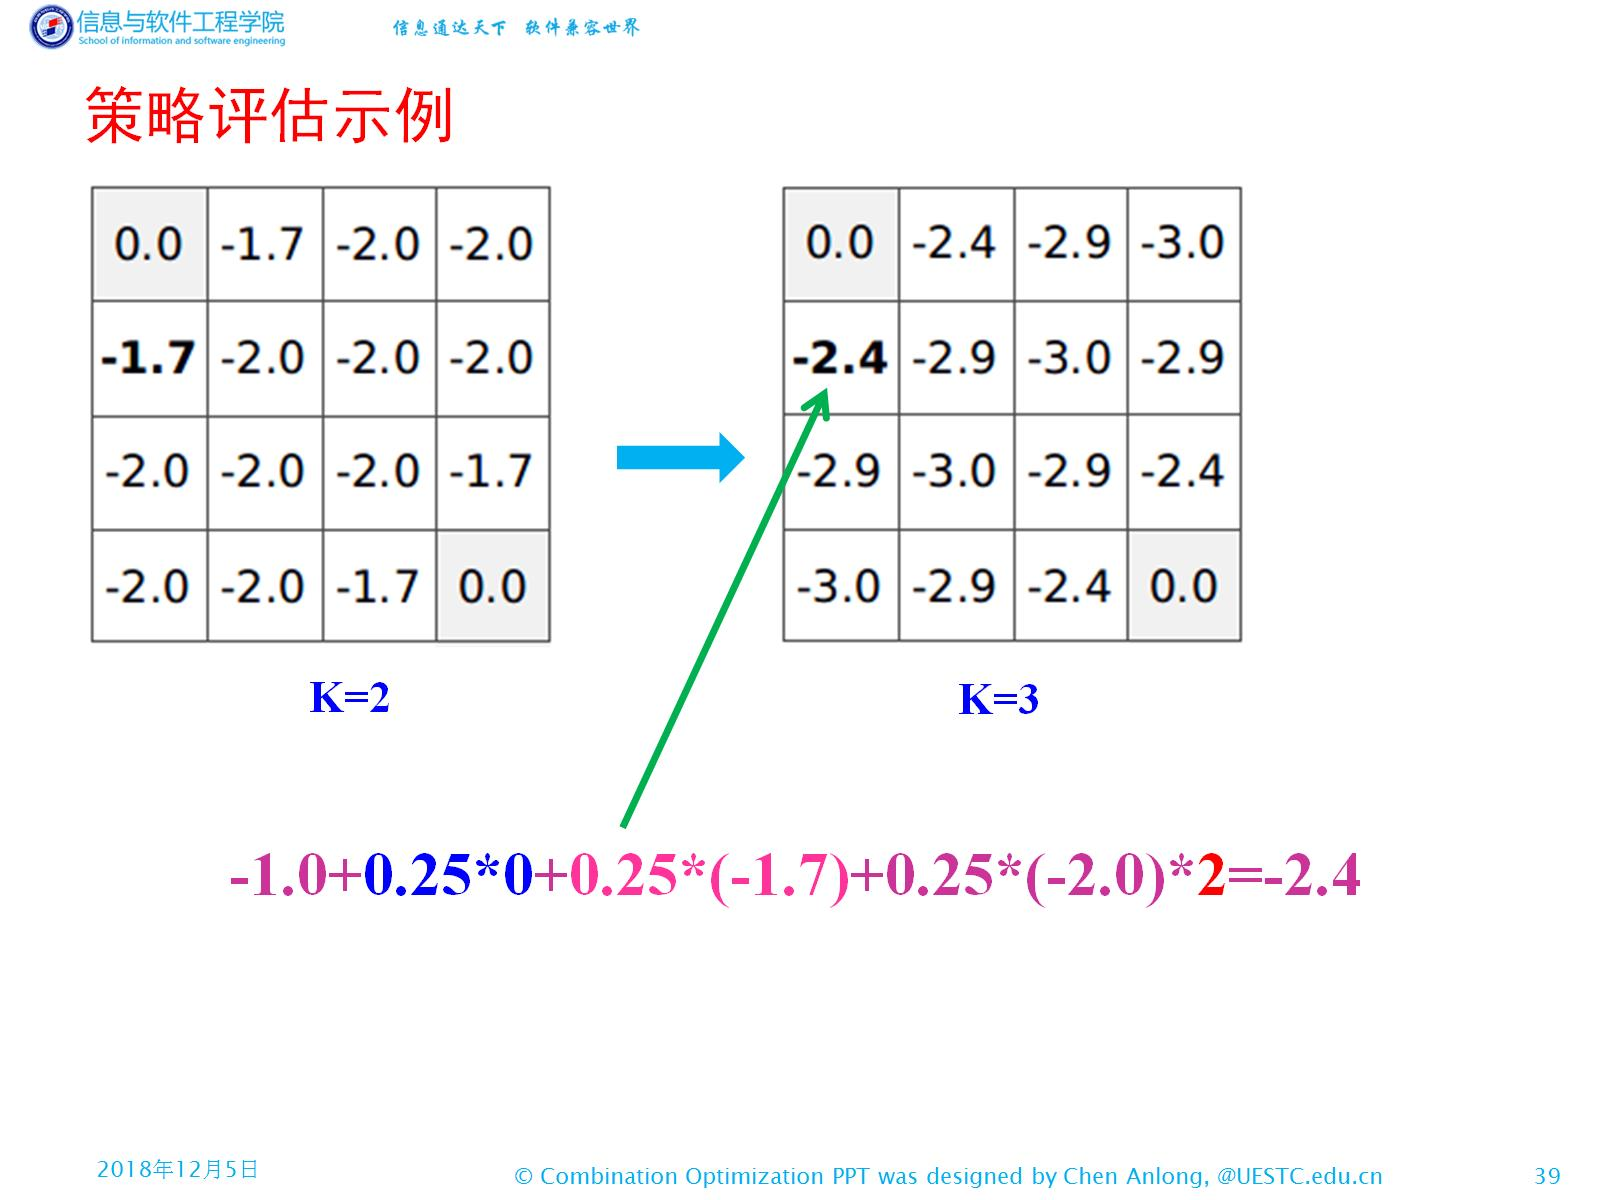 信息与软件工程学院
School of information and software engineering
信息通达天下 软件兼容世界
策略评估示例
0.0 -1.7 -2.0 -2.0
-1.7 -2.0 -2.0 -2.0
-2.0 -2.0 -2.0 -1.7
-2.0 -2.0 -1.7 0.0
K=2
0.0 -2.4 -2.9 -3.0
-2.4 -2.9 -3.0 -2.9
-2.9 -3.0 -2.9 -2.4
-3.0 -2.9 -2.4 0.0
K=3
-1.0+0.25*0+0.25*(-1.7)+0.25*(-2.0)*2=-2.4
2018年12月5日
© Combination Optimization PPT was designed by Chen Anlong, @UESTC.edu.cn
39